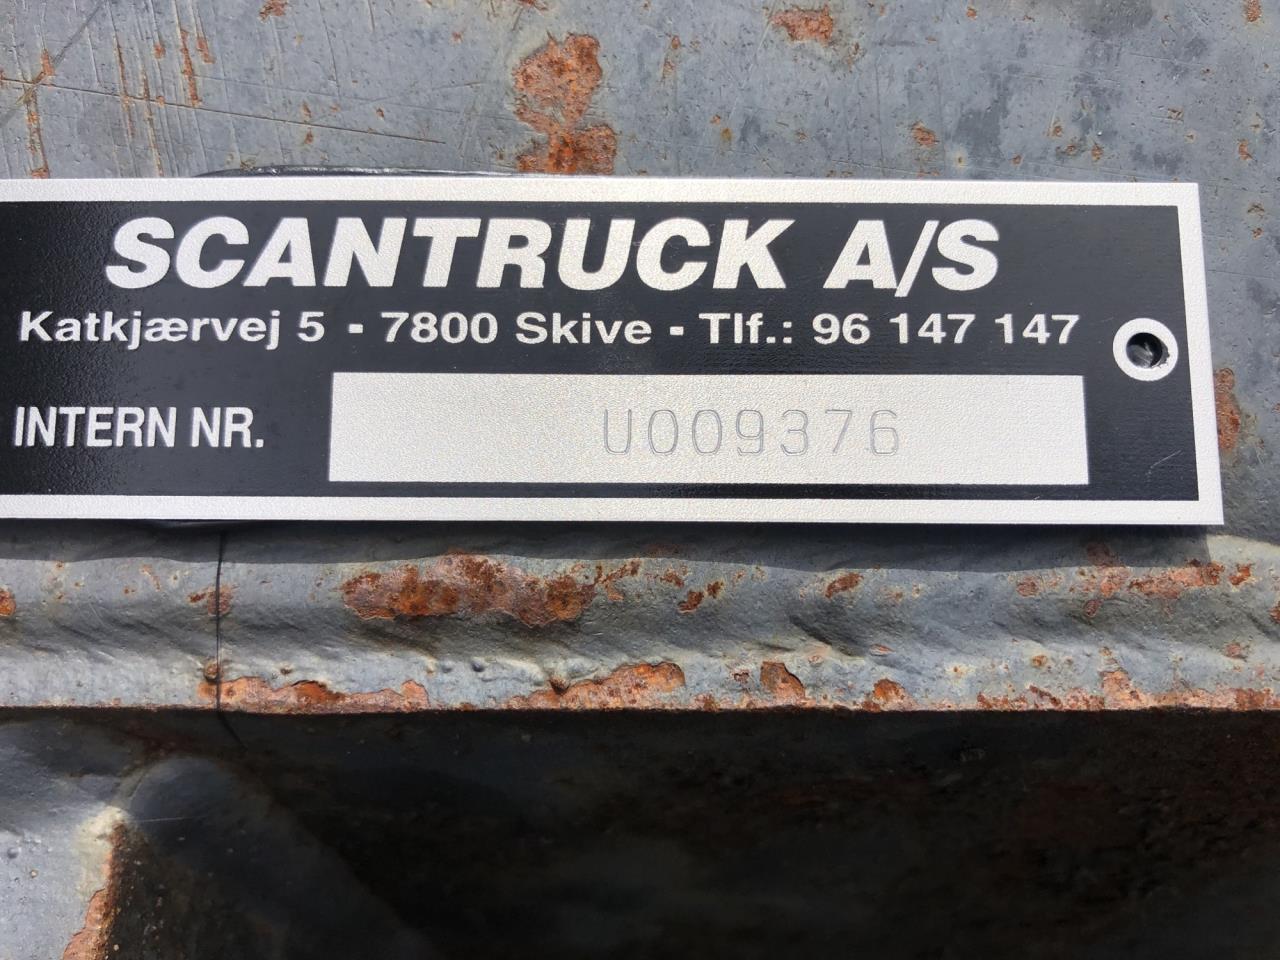 SCANTRUCK A/S
Katkjærvej 5 - 7800 Skive - Tlf.: 96 147 147
INTERN NR. U009376